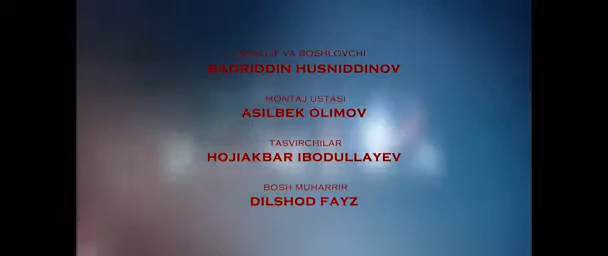 VA BOSHLOVCHI
BADRIDDIN HUSNIDDINOV
MONTAJ USTASI
ASILBEK OLIMOV
TASVIRCHILAR
HOJIAKBAR IBODULLAYEV
BOSH MUHARRIR
DILSHOD FAYZ